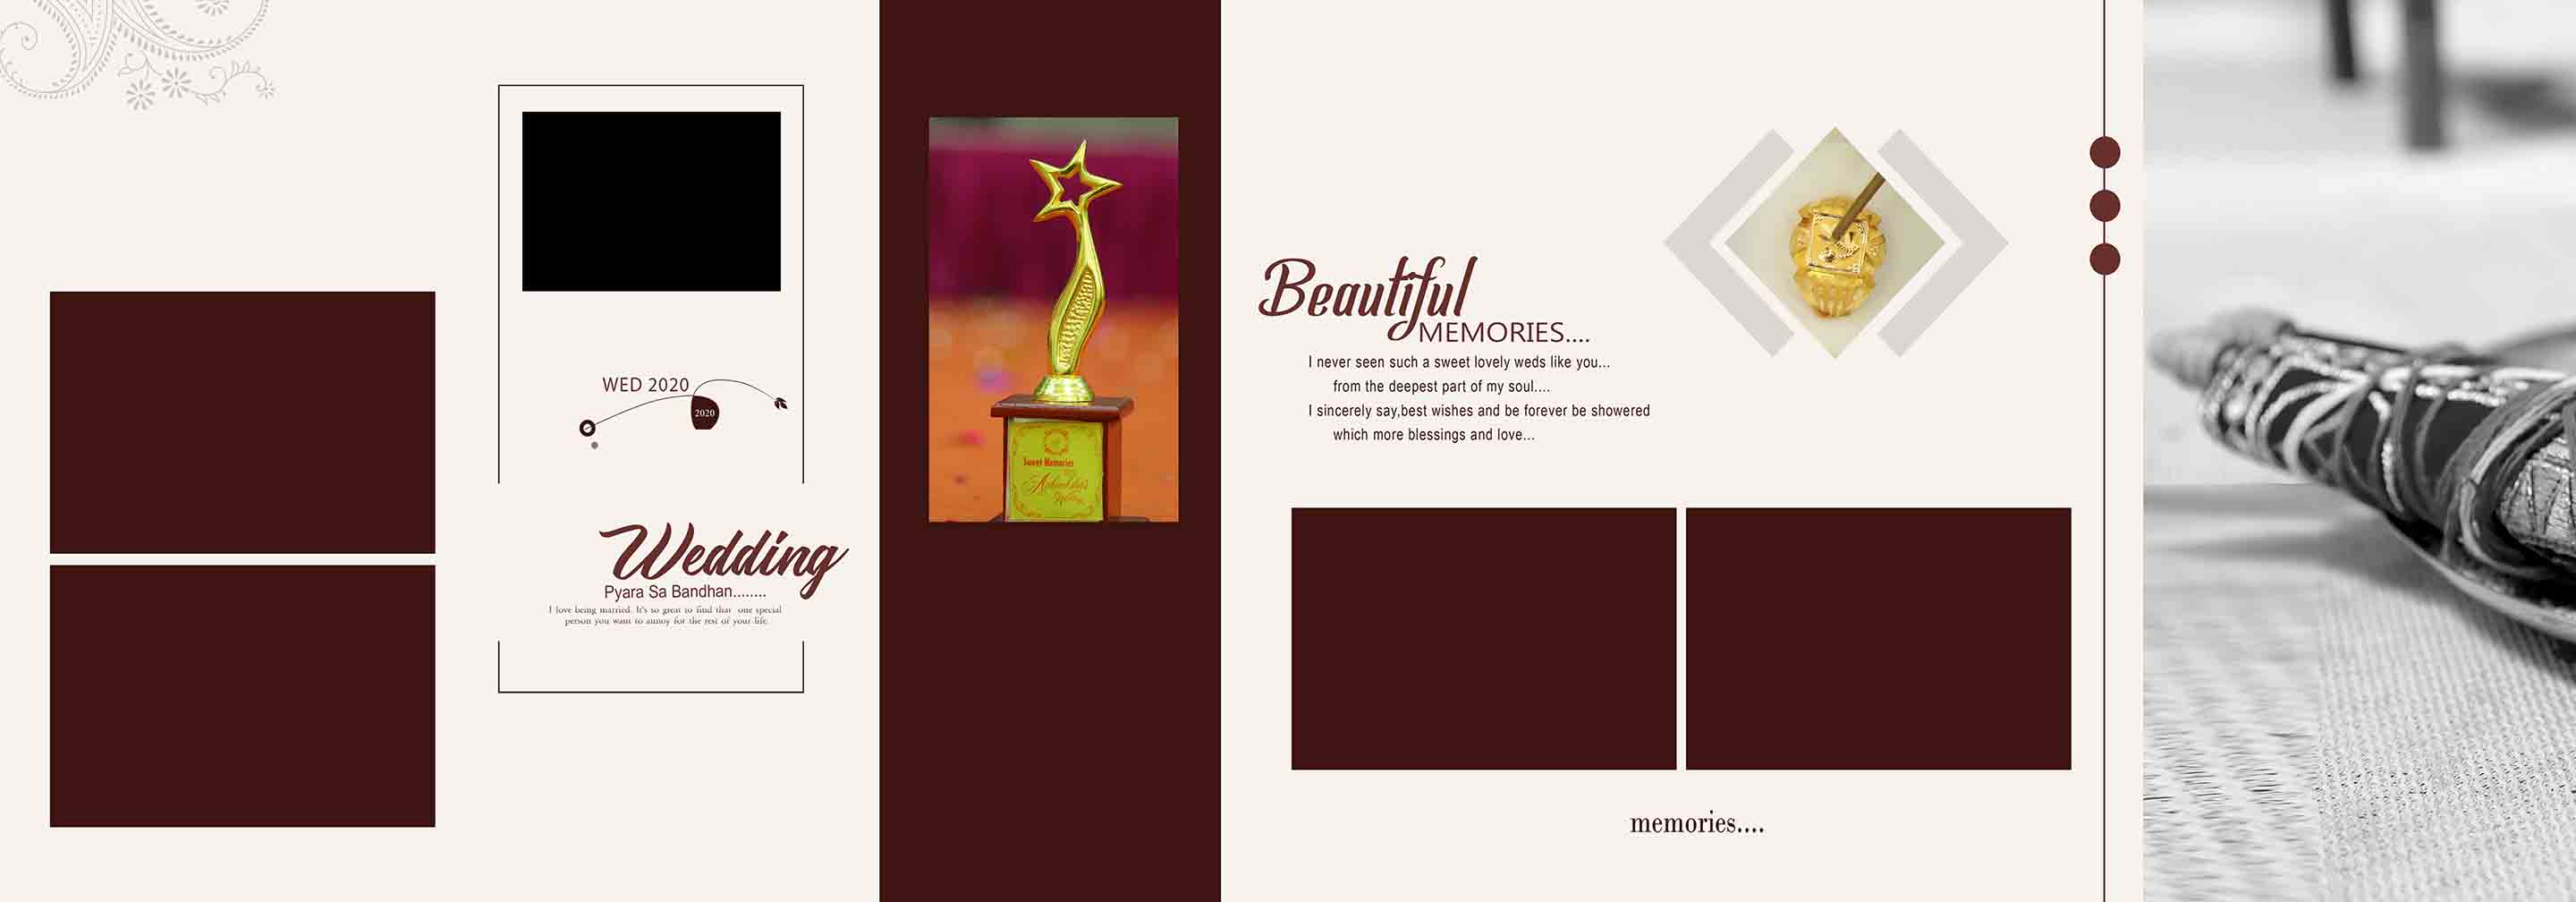 WED 2020
2020
Wedding
Pyara Sa Bandhan........
I love being married. It's so great to find that one special
person you want to annoy for the rest of your life.
Sweet Memories
Beautiful
MEMORIES....
I never seen such a sweet lovely weds like you...
from the deepest part of my soul....
I sincerely say,best wishes and be forever be showered
which more blessings and love...
memories....